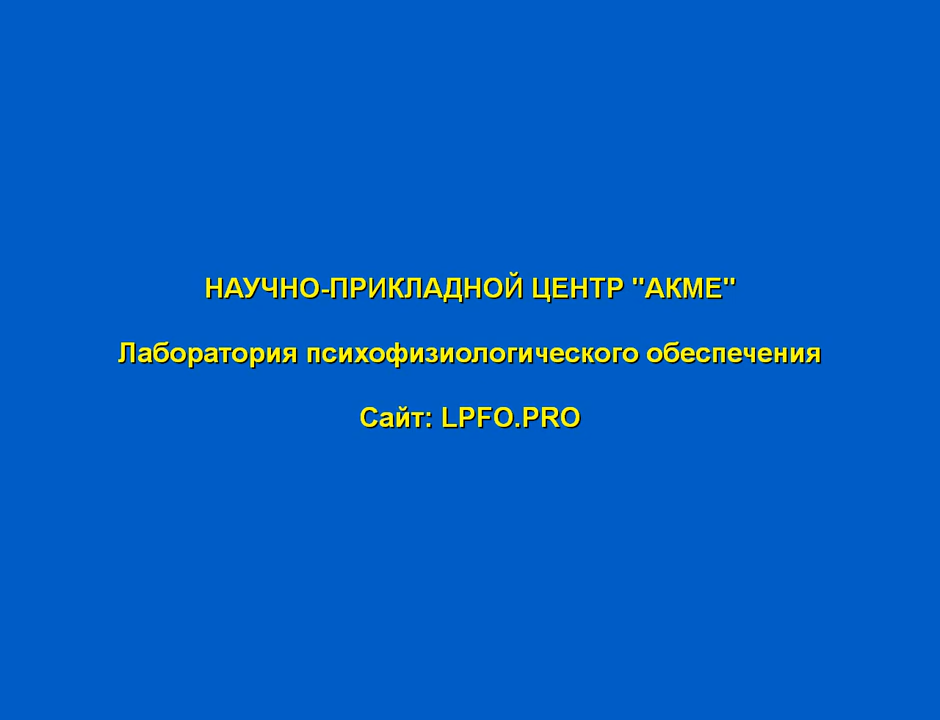 НАУЧНО-ПРИКЛАДНОЙ ЦЕНТР "АКМЕ"
Лаборатория психофизиологического обеспечения
Сайт: LPFO.PRO